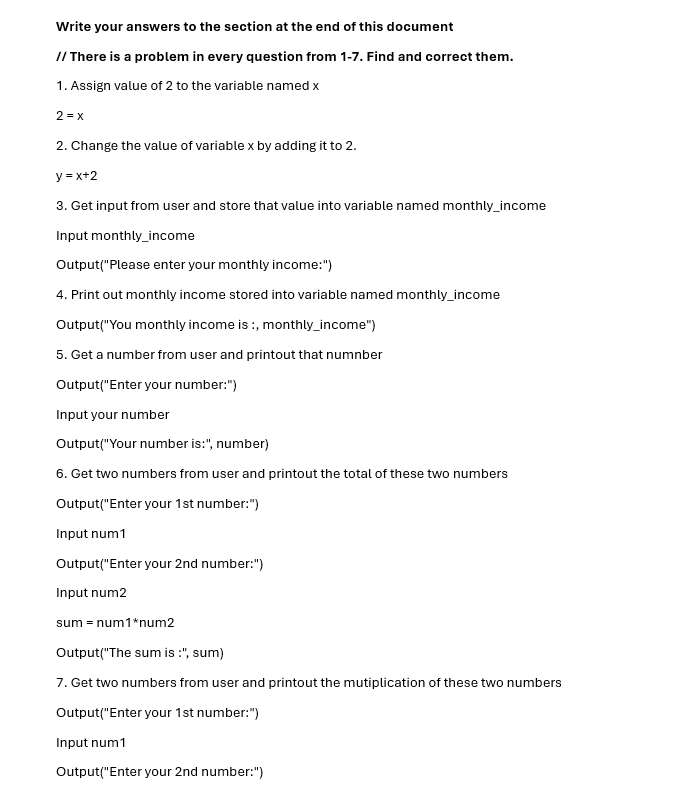 Write your answers to the section at the end of this document
// There is a problem in every question from 1-7. Find and correct them.
1. Assign value of 2 to the variable named x
2 = x
2. Change the value of variable x by adding it to 2.
y = x+2
3. Get input from user and store that value into variable named monthly_income
Input monthly_income
Output("Please enter your monthly income:")
4. Print out monthly income stored into variable named monthly_income
Output("You monthly income is :, monthly_income")
5. Get a number from user and printout that numnber
Output("Enter your number:")
Input your number
Output("Your number is:", number)
6. Get two numbers from user and printout the total of these two numbers
Output("Enter your 1st number:")
Input num1
Output("Enter your 2nd number:")
Input num2
sum = num1*num2
Output("The sum is :", sum)
7. Get two numbers from user and printout the mutiplication of these two numbers
Output("Enter your 1st number:")
Input num1
Output("Enter your 2nd number:")